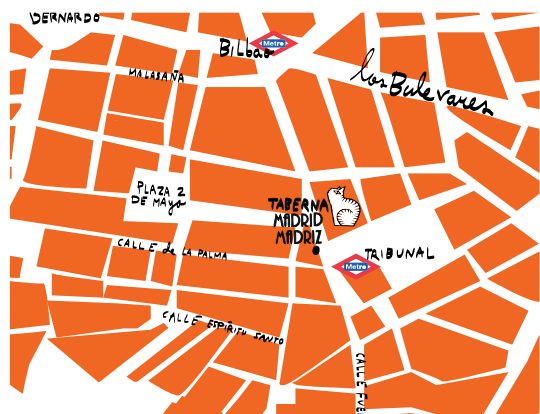 BERNARDO
Bilbao
Metro
MALASAÑA
los Bulevares
PLAZA 2
DE MAYO
TABERNA
MADRID
MADRIZ
CALLE de LA PALMA
TRIBUNAL
Metro
CALLE ESPÍRITU SANTO
CALLE FUE